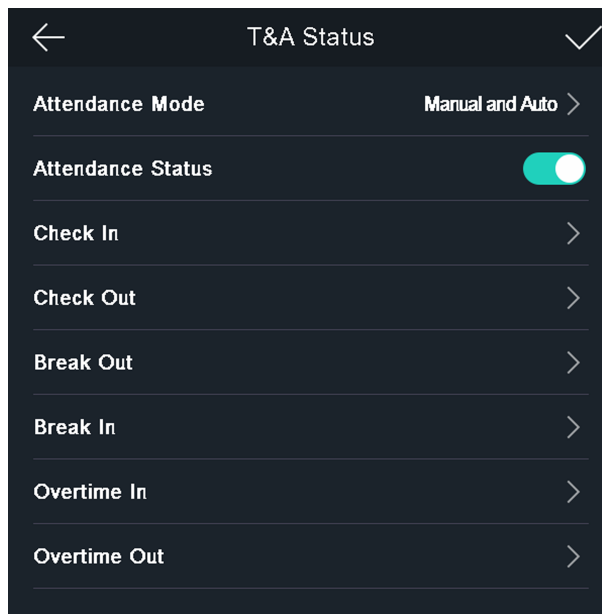 T&A Status
Attendance Mode Manual and Auto
Attendance Status
Check In
Check Out
Break Out
Break In
Overtime In
Overtime Out